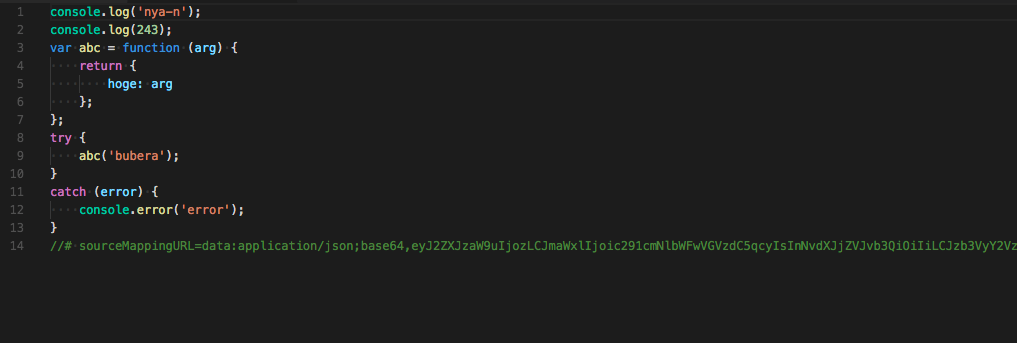 1 console.log('nya-n');
2 console.log(243);
3 var abc = function (arg) {
4     return {
5         hoge: arg
6     };
7 };
8 try {
9     abc('bubera');
10 }
11 catch (error) {
12     console.error('error');
13 }
14 //# sourceMappingURL=data:application/json;base64,eyJ2ZXJzaW9uIjozLCJmaWxlIjoic291cmNlbWFwVGVzdC5qcyIsInNvdXJjZVJvb3QiOiIiLCJzb3VyY2Vz